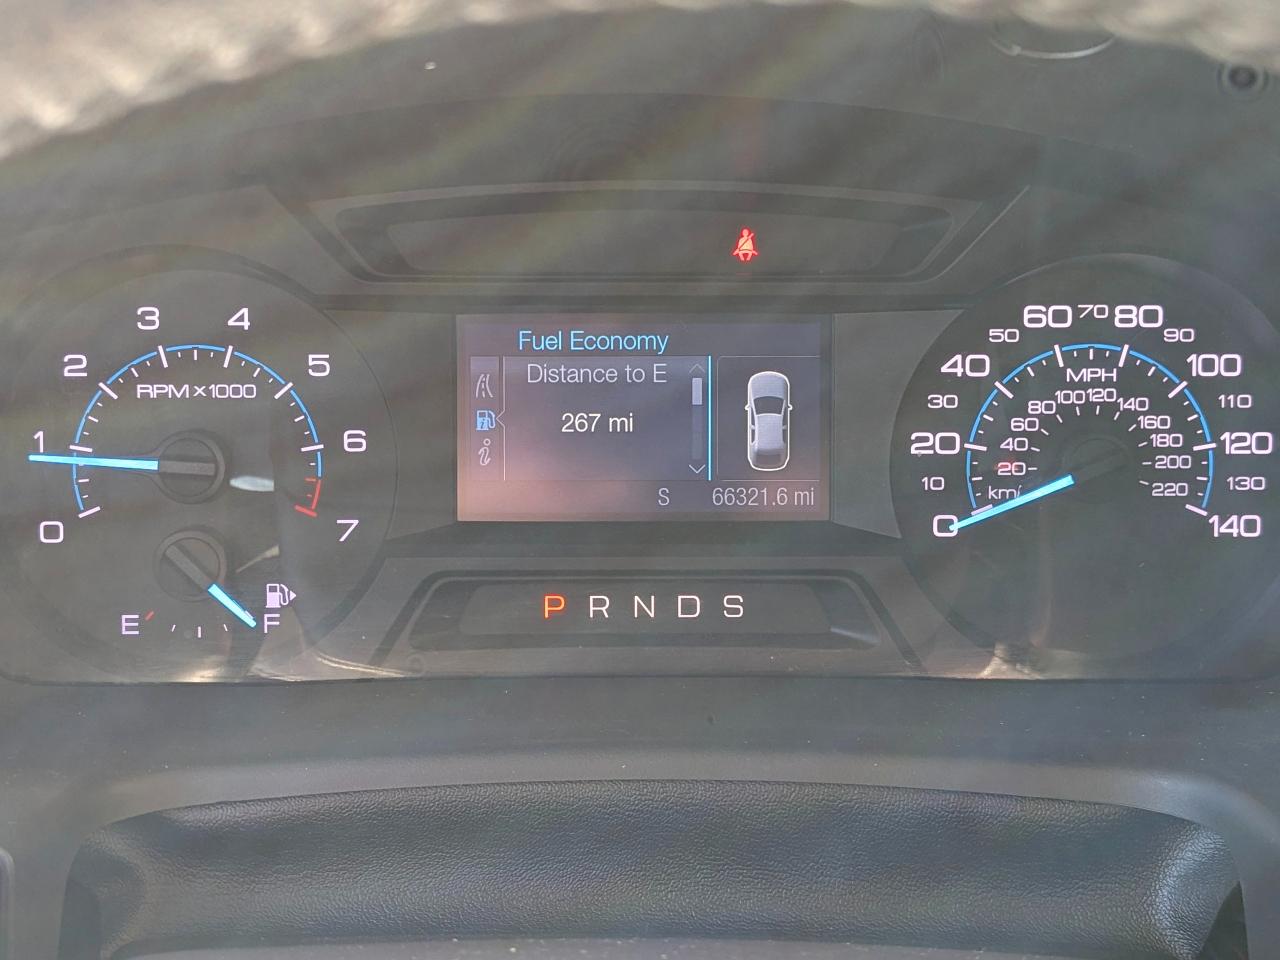 0 1 2 3 4 5 6 7
RPM x 1000
E F
Fuel Economy
Distance to E
267 mi
S 66321.6 mi
P R N D S
0 10 20 30 40 50 60 70 80 90 100 110 120 130 140
MPH
20 40 60 80 100 120 140 160 180 200 220